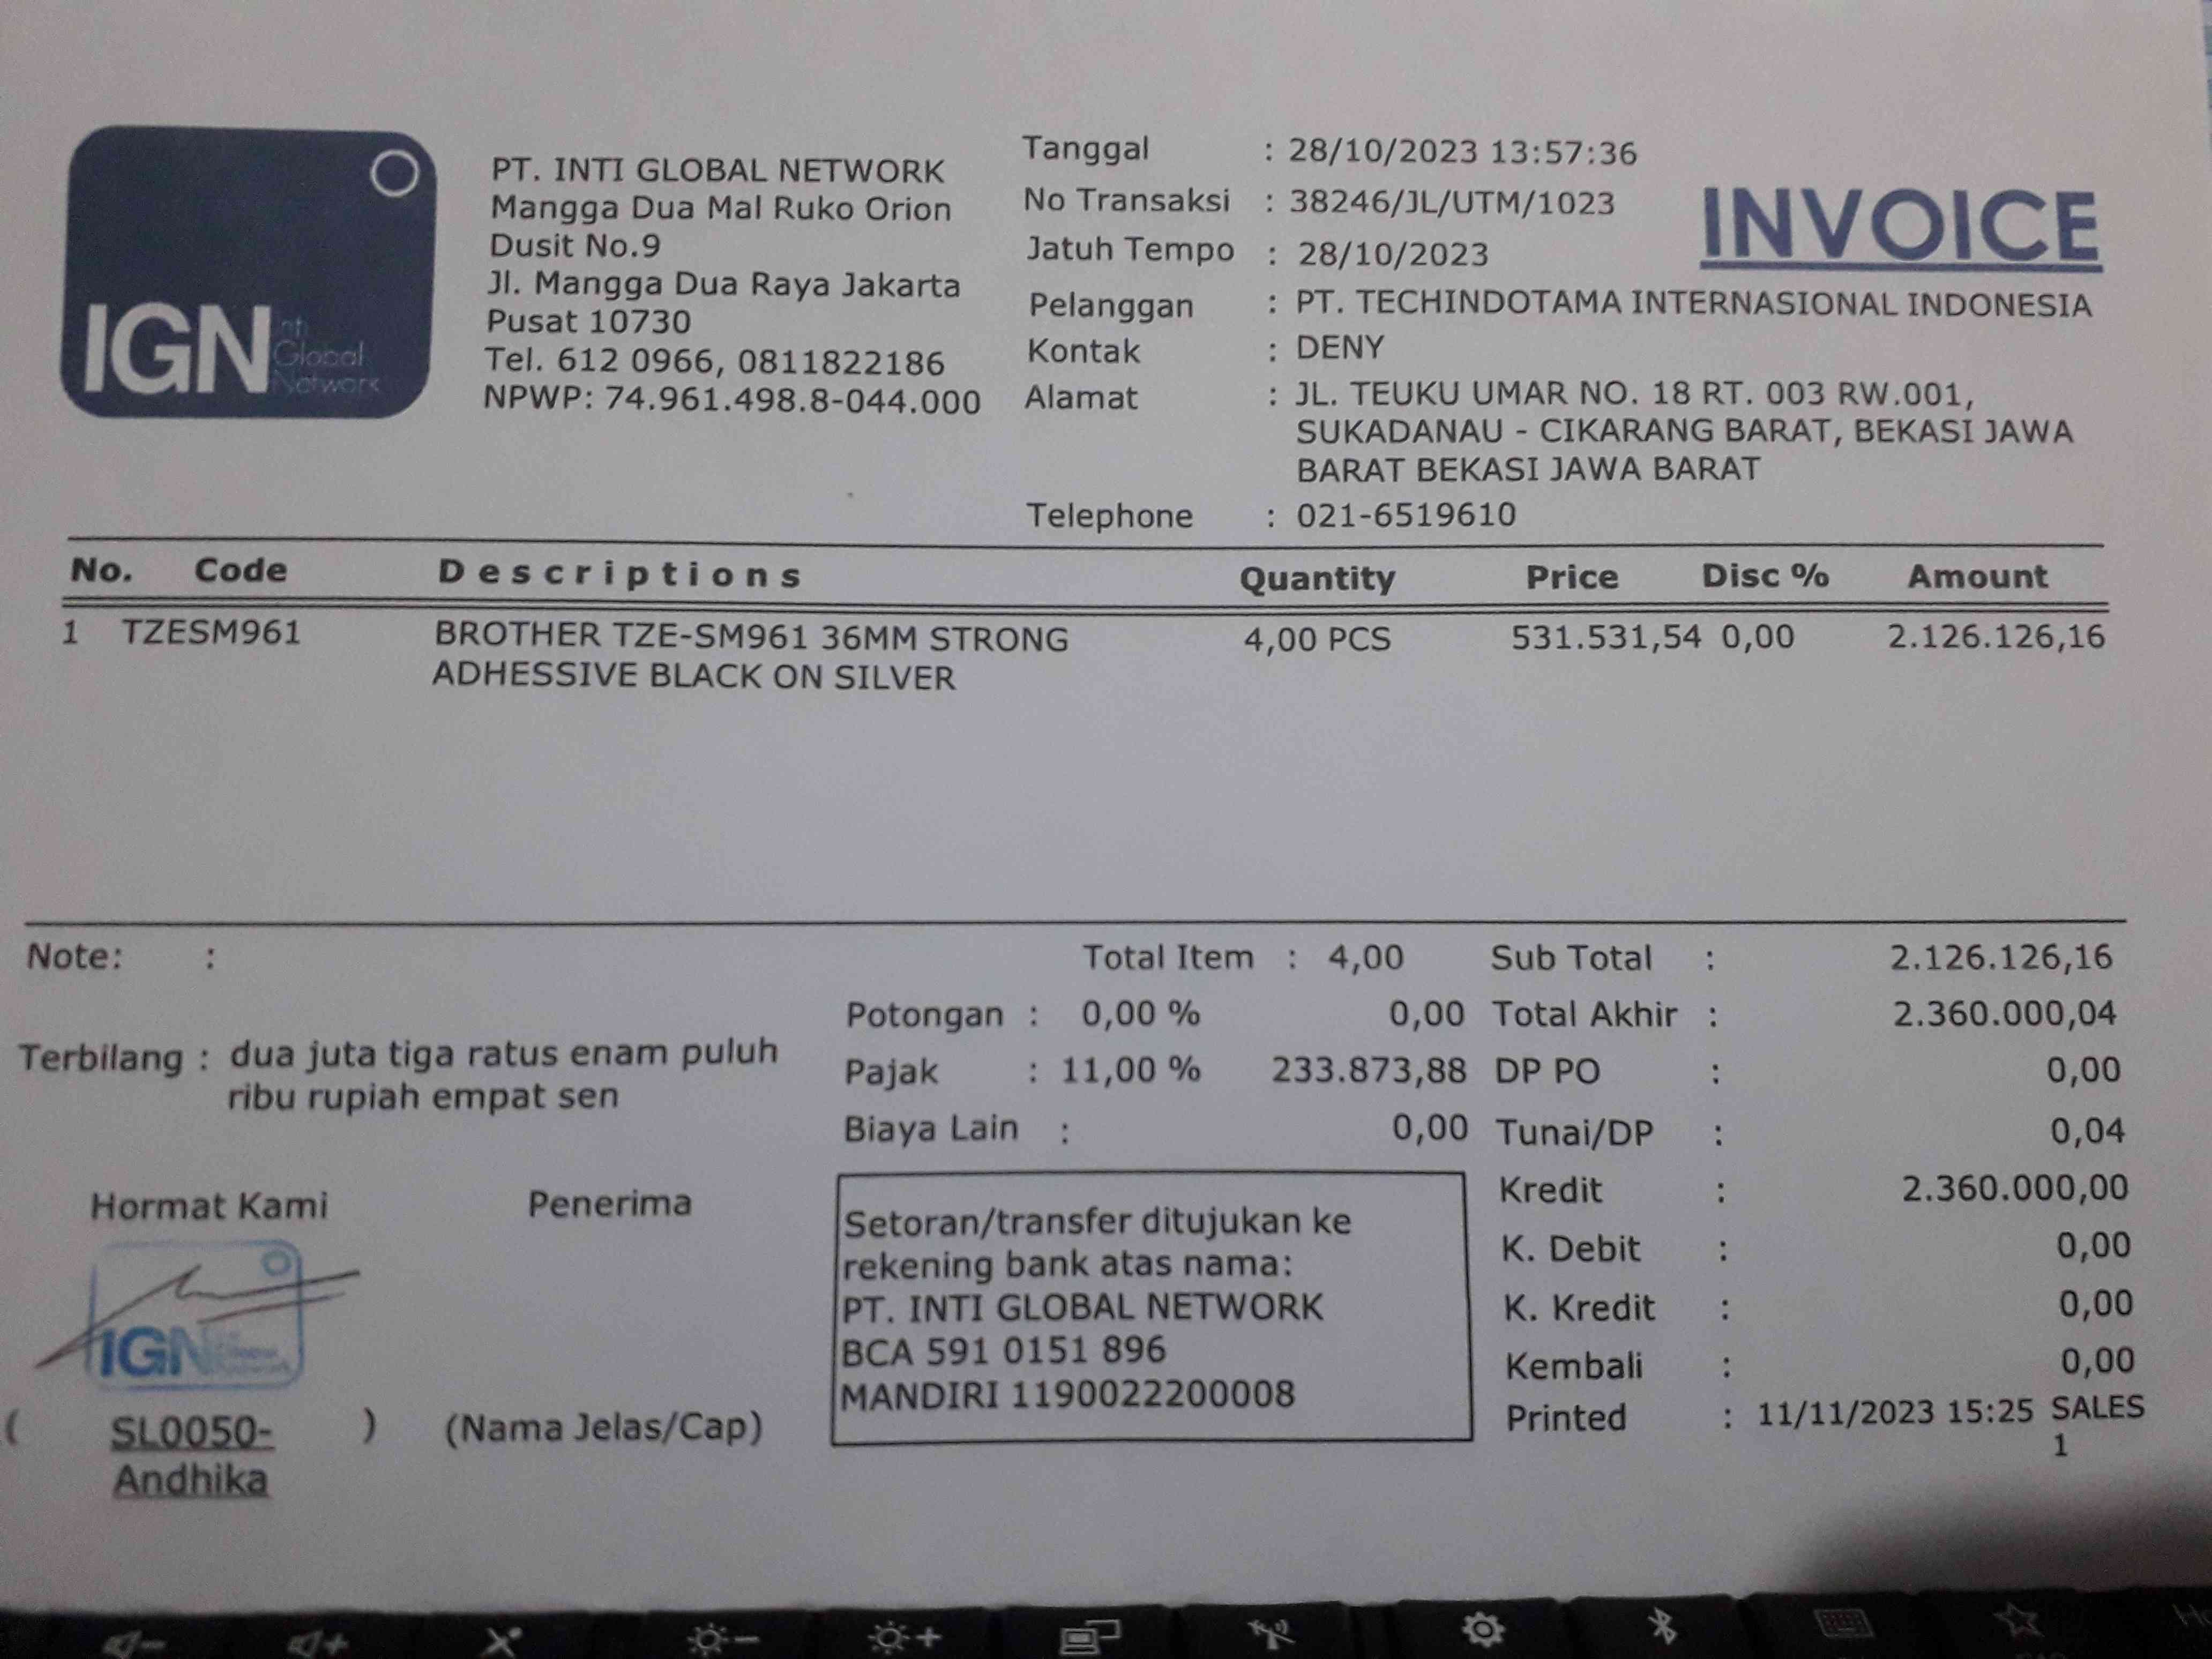 IGN
Global
Network
PT. INTI GLOBAL NETWORK
Mangga Dua Mal Ruko Orion
Dusit No.9
Jl. Mangga Dua Raya Jakarta
Pusat 10730
Tel. 612 0966, 0811822186
NPWP: 74.961.498.8-044.000
Tanggal : 28/10/2023 13:57:36
No Transaksi : 38246/JL/UTM/1023
Jatuh Tempo : 28/10/2023
INVOICE
Pelanggan : PT. TECHINDOTAMA INTERNASIONAL INDONESIA
Kontak : DENY
Alamat : JL. TEUKU UMAR NO. 18 RT. 003 RW.001,
SUKADANAU - CIKARANG BARAT, BEKASI JAWA
BARAT BEKASI JAWA BARAT
Telephone : 021-6519610
No. Code Descriptions Quantity Price Disc % Amount
1 TZESM961 BROTHER TZE-SM961 36MM STRONG 4,00 PCS 531.531,54 0,00 2.126.126,16
ADHESSIVE BLACK ON SILVER
Note: :
Terbilang : dua juta tiga ratus enam puluh
ribu rupiah empat sen
Total Item : 4,00
Potongan : 0,00 % 0,00
Pajak : 11,00 % 233.873,88
Biaya Lain : 0,00
Sub Total : 2.126.126,16
Total Akhir : 2.360.000,04
DP PO : 0,00
Tunai/DP : 0,04
Kredit : 2.360.000,00
K. Debit : 0,00
K. Kredit : 0,00
Kembali : 0,00
Printed : 11/11/2023 15:25 SALES
1
Hormat Kami
IGN
( SL0050- )
Andhika
Penerima
(Nama Jelas/Cap)
Setoran/transfer ditujukan ke
rekening bank atas nama:
PT. INTI GLOBAL NETWORK
BCA 591 0151 896
MANDIRI 1190022200008